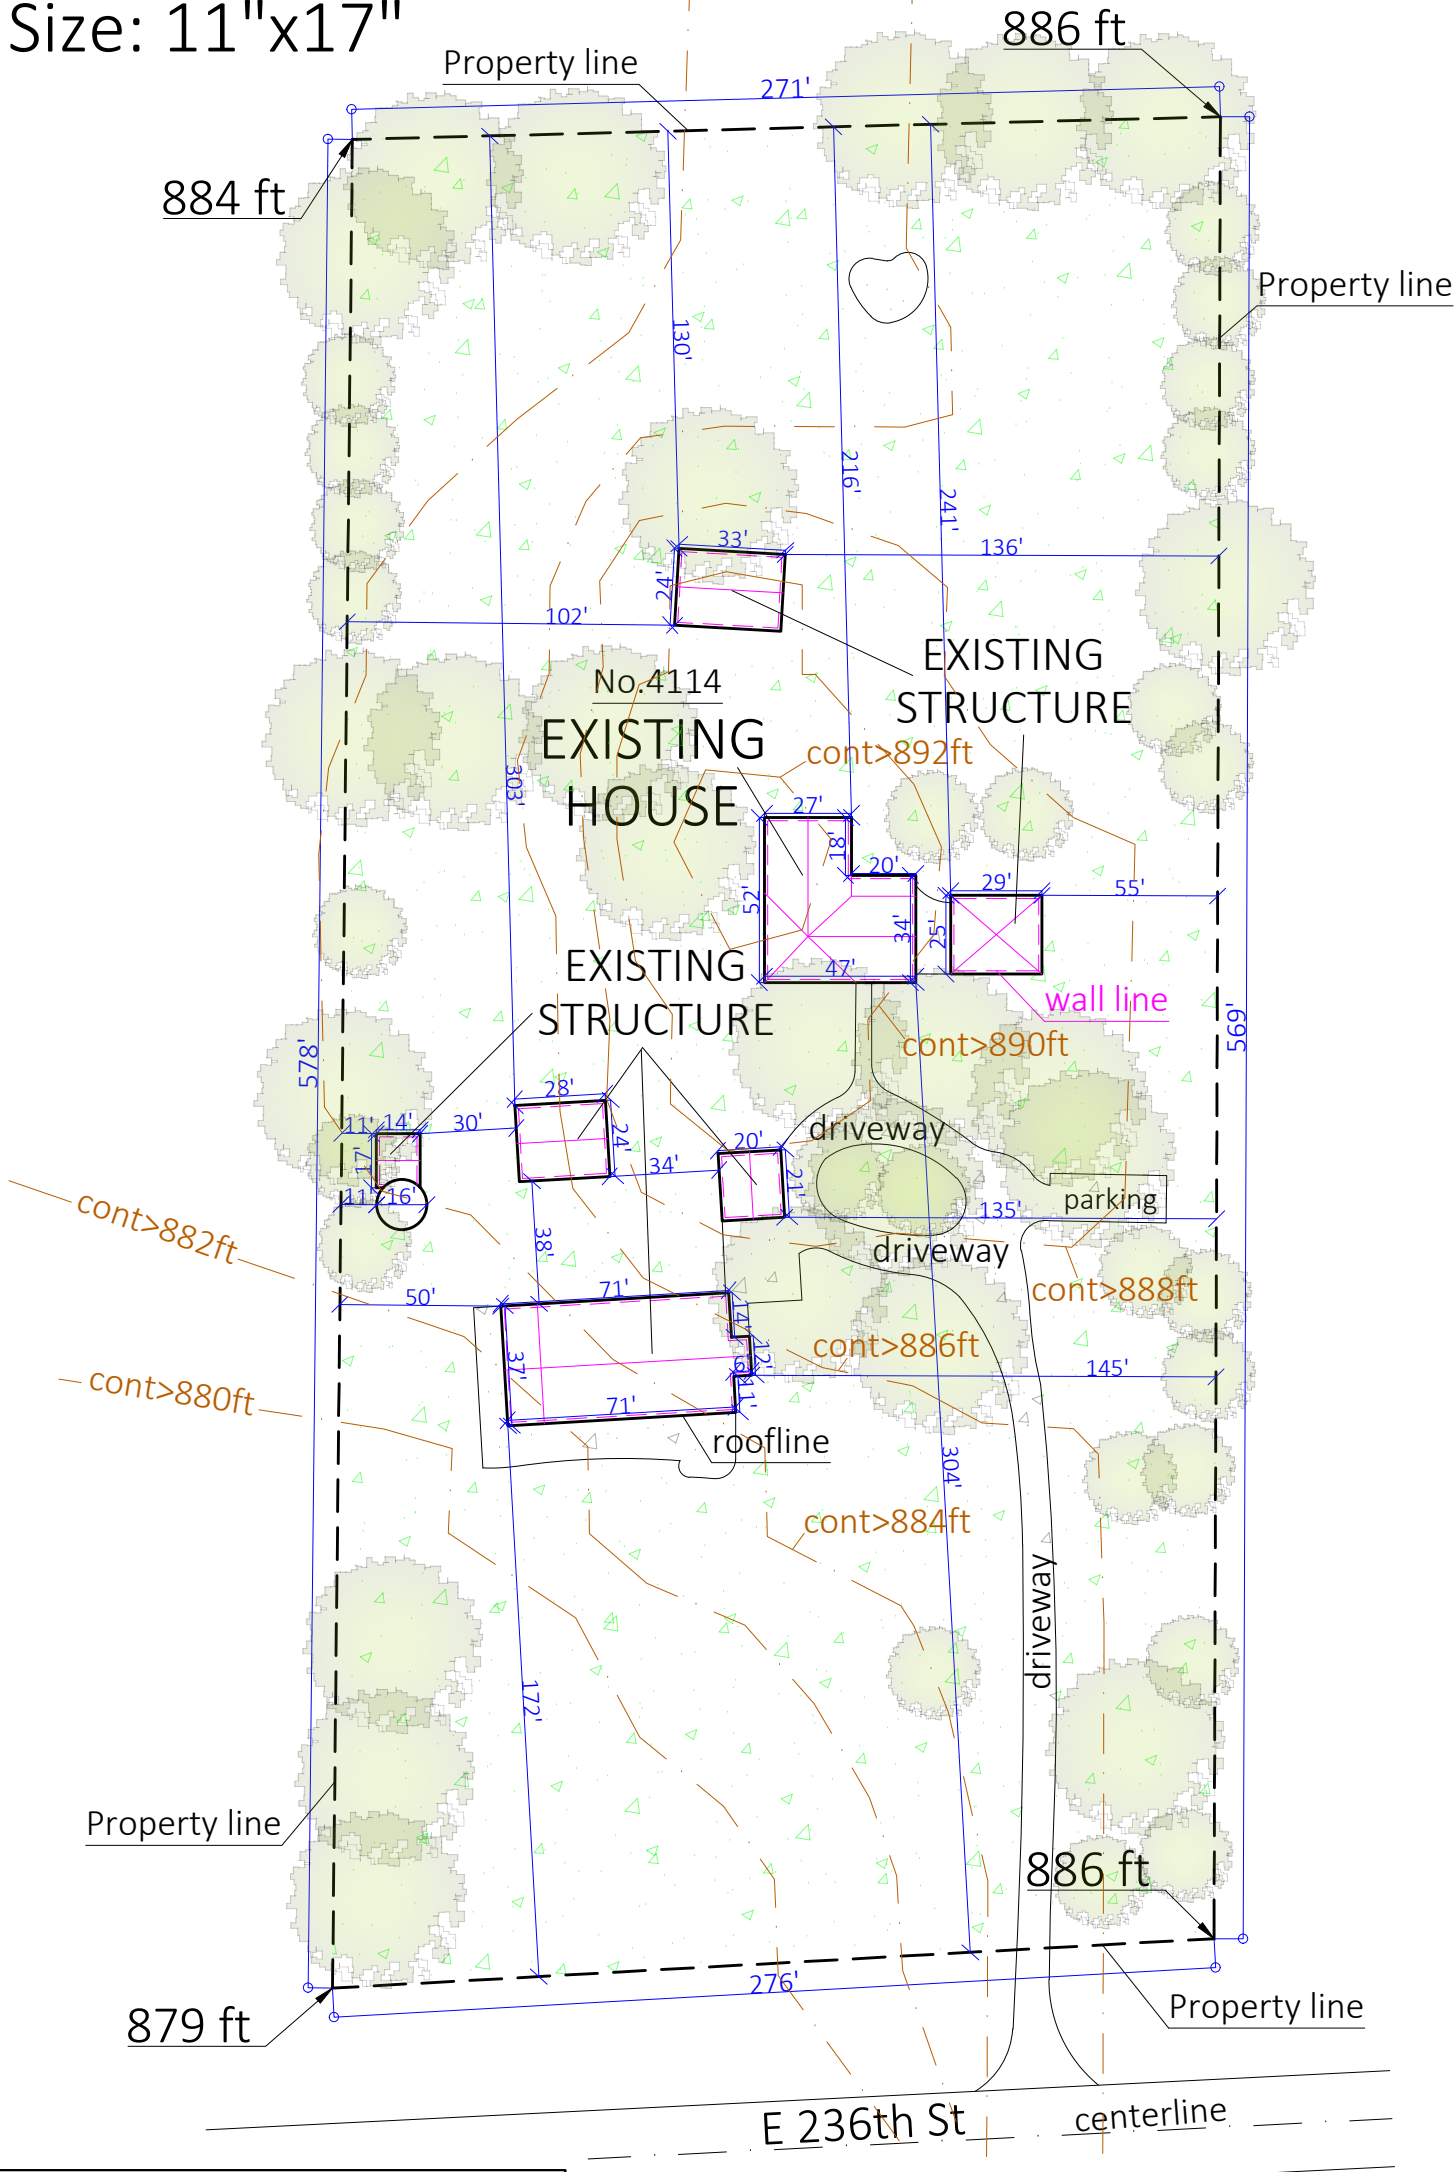 Size: 11"x17"
886 ft
Property line
271'
884 ft
Property line
130'
216'
241'
33'
136'
24'
102'
EXISTING
STRUCTURE
No.4114
EXISTING
HOUSE
cont>892ft
303'
27'
18'
20'
52'
29'
55'
34'
25'
47'
EXISTING
STRUCTURE
wall line
cont>890ft
578'
569'
28'
11'
14'
30'
24'
17'
20'
34'
21'
driveway
11'
16'
parking
135'
cont>882ft
38'
driveway
cont>888ft
50'
71'
14'
12'
cont>886ft
37'
6'
145'
11'
cont>880ft
71'
roofline
304'
cont>884ft
driveway
172'
Property line
886 ft
276'
879 ft
Property line
E 236th St
centerline